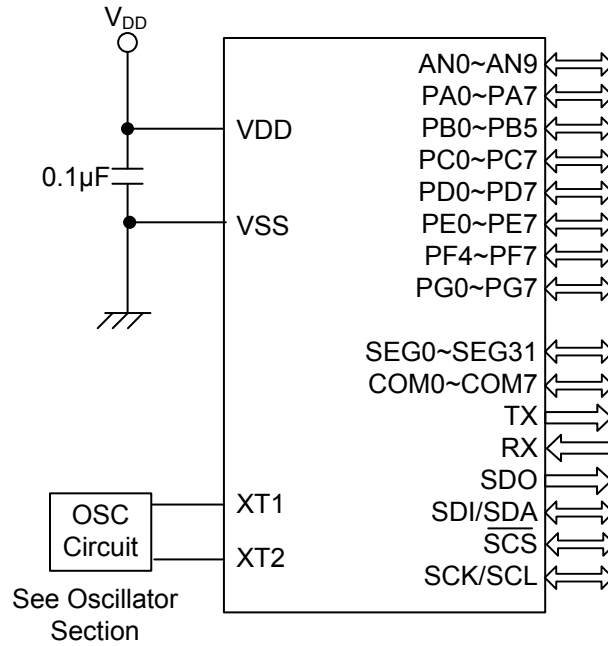 VDD
0.1µF
VDD
VSS
XT1
XT2
OSC
Circuit
See Oscillator
Section
AN0~AN9
PA0~PA7
PB0~PB5
PC0~PC7
PD0~PD7
PE0~PE7
PF4~PF7
PG0~PG7
SEG0~SEG31
COM0~COM7
TX
RX
SDO
SDI/SDA
SCS
SCK/SCL